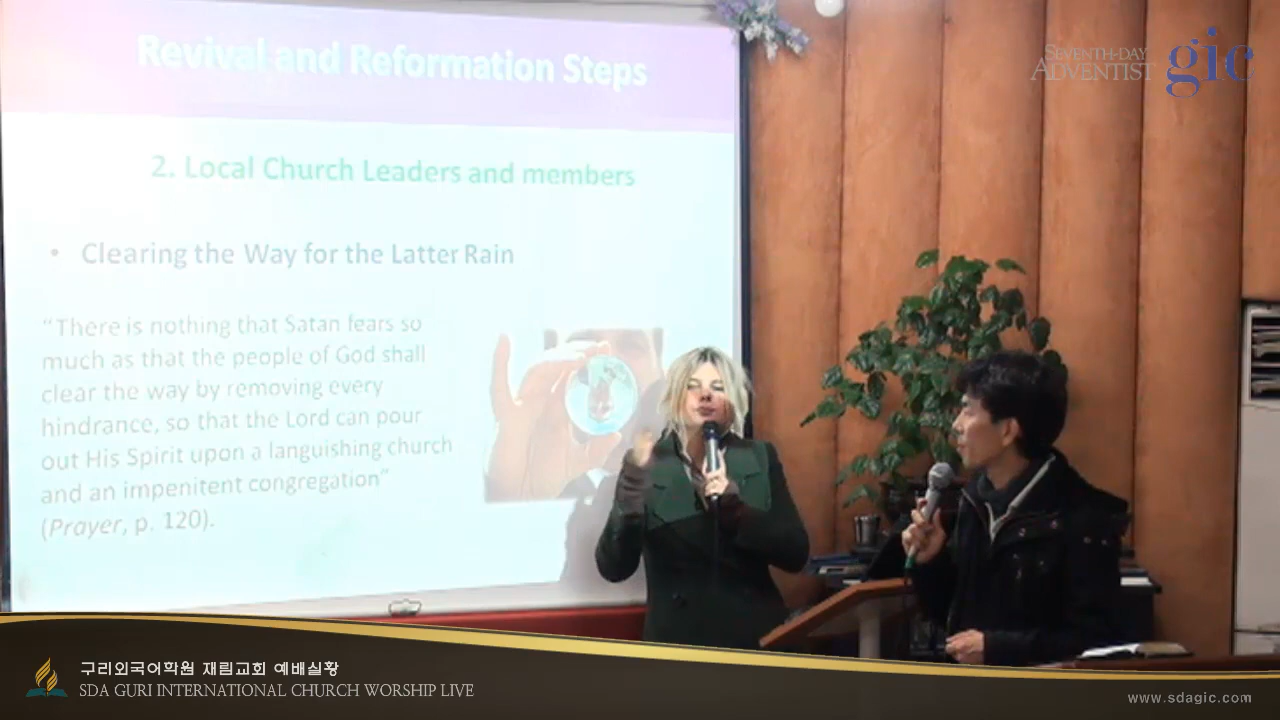 Revival and Reformation Steps
SEVENTH-DAY
ADVENTIST
gic
2. Local Church Leaders and members
• Clearing the Way for the Latter Rain
“There is nothing that Satan fears so
much as that the people of God shall
clear the way by removing every
hindrance, so that the Lord can pour
out His Spirit upon a languishing church
and an impenitent congregation”
(Prayer, p. 120).
구리외국어학원 재림교회 예배실황
SDA GURI INTERNATIONAL CHURCH WORSHIP LIVE
www.sdagic.com